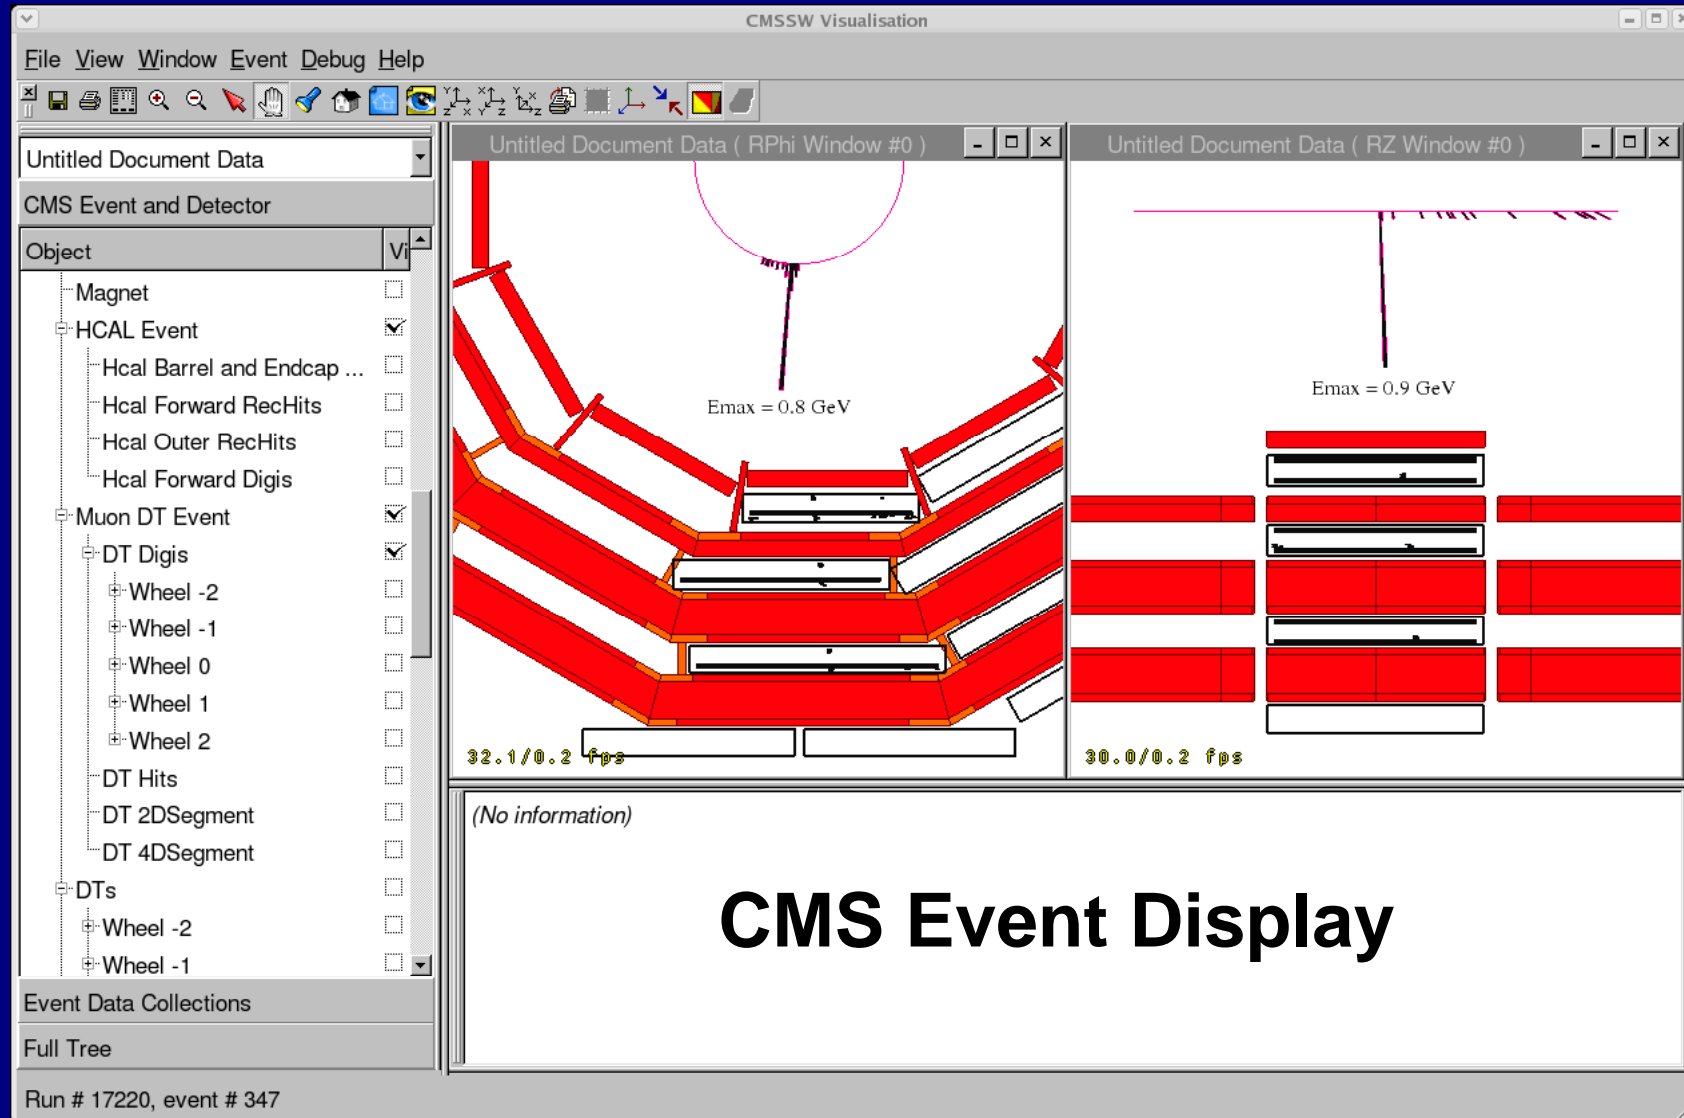 CMSSW Visualisation
File View Window Event Debug Help
Untitled Document Data
CMS Event and Detector
Object Vi
Magnet
HCAL Event
Hcal Barrel and Endcap ...
Hcal Forward RecHits
Hcal Outer RecHits
Hcal Forward Digis
Muon DT Event
DT Digis
Wheel -2
Wheel -1
Wheel 0
Wheel 1
Wheel 2
DT Hits
DT 2DSegment
DT 4DSegment
DTs
Wheel -2
Wheel -1
Event Data Collections
Full Tree
Untitled Document Data ( RPhi Window #0 )
Emax = 0.8 GeV
32.1/0.2 fps
Untitled Document Data ( RZ Window #0 )
Emax = 0.9 GeV
30.0/0.2 fps
(No information)
CMS Event Display
Run # 17220, event # 347